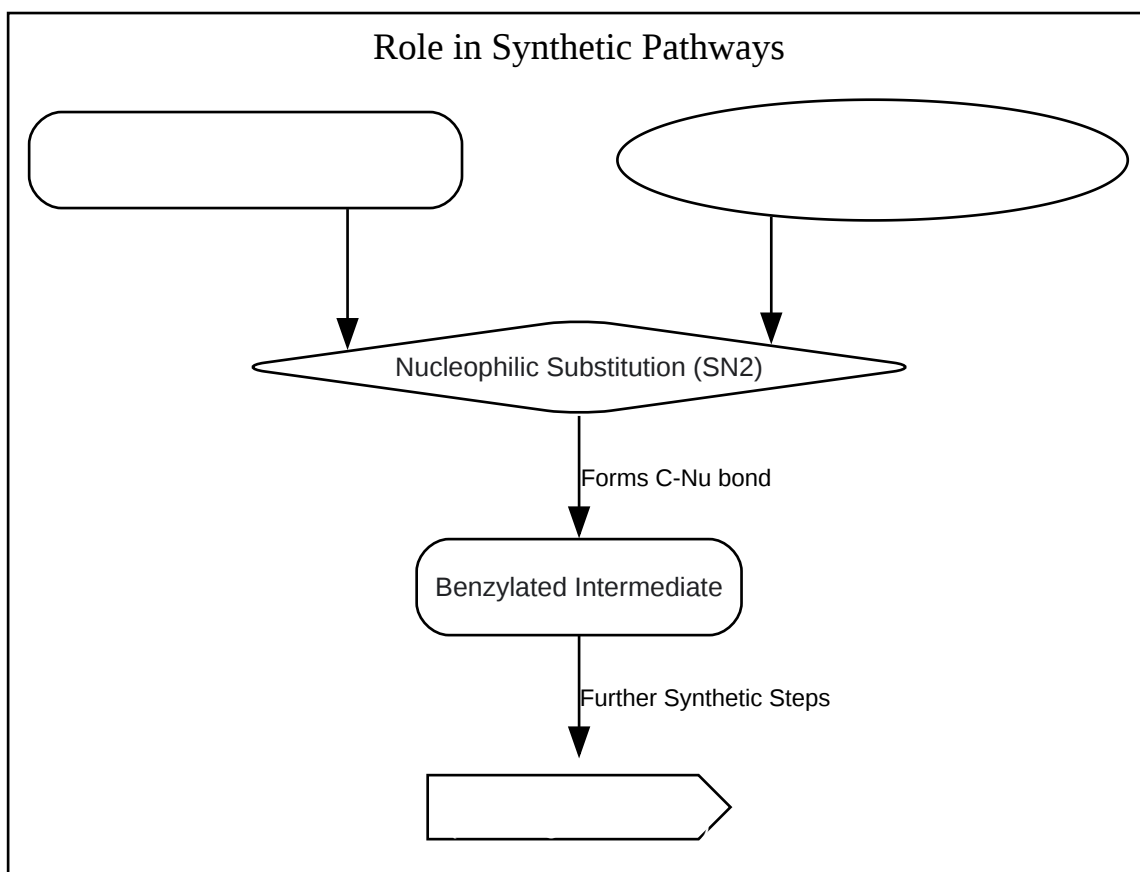 Role in Synthetic Pathways
Nucleophilic Substitution (SN2)
Forms C-Nu bond
Benzylated Intermediate
Further Synthetic Steps